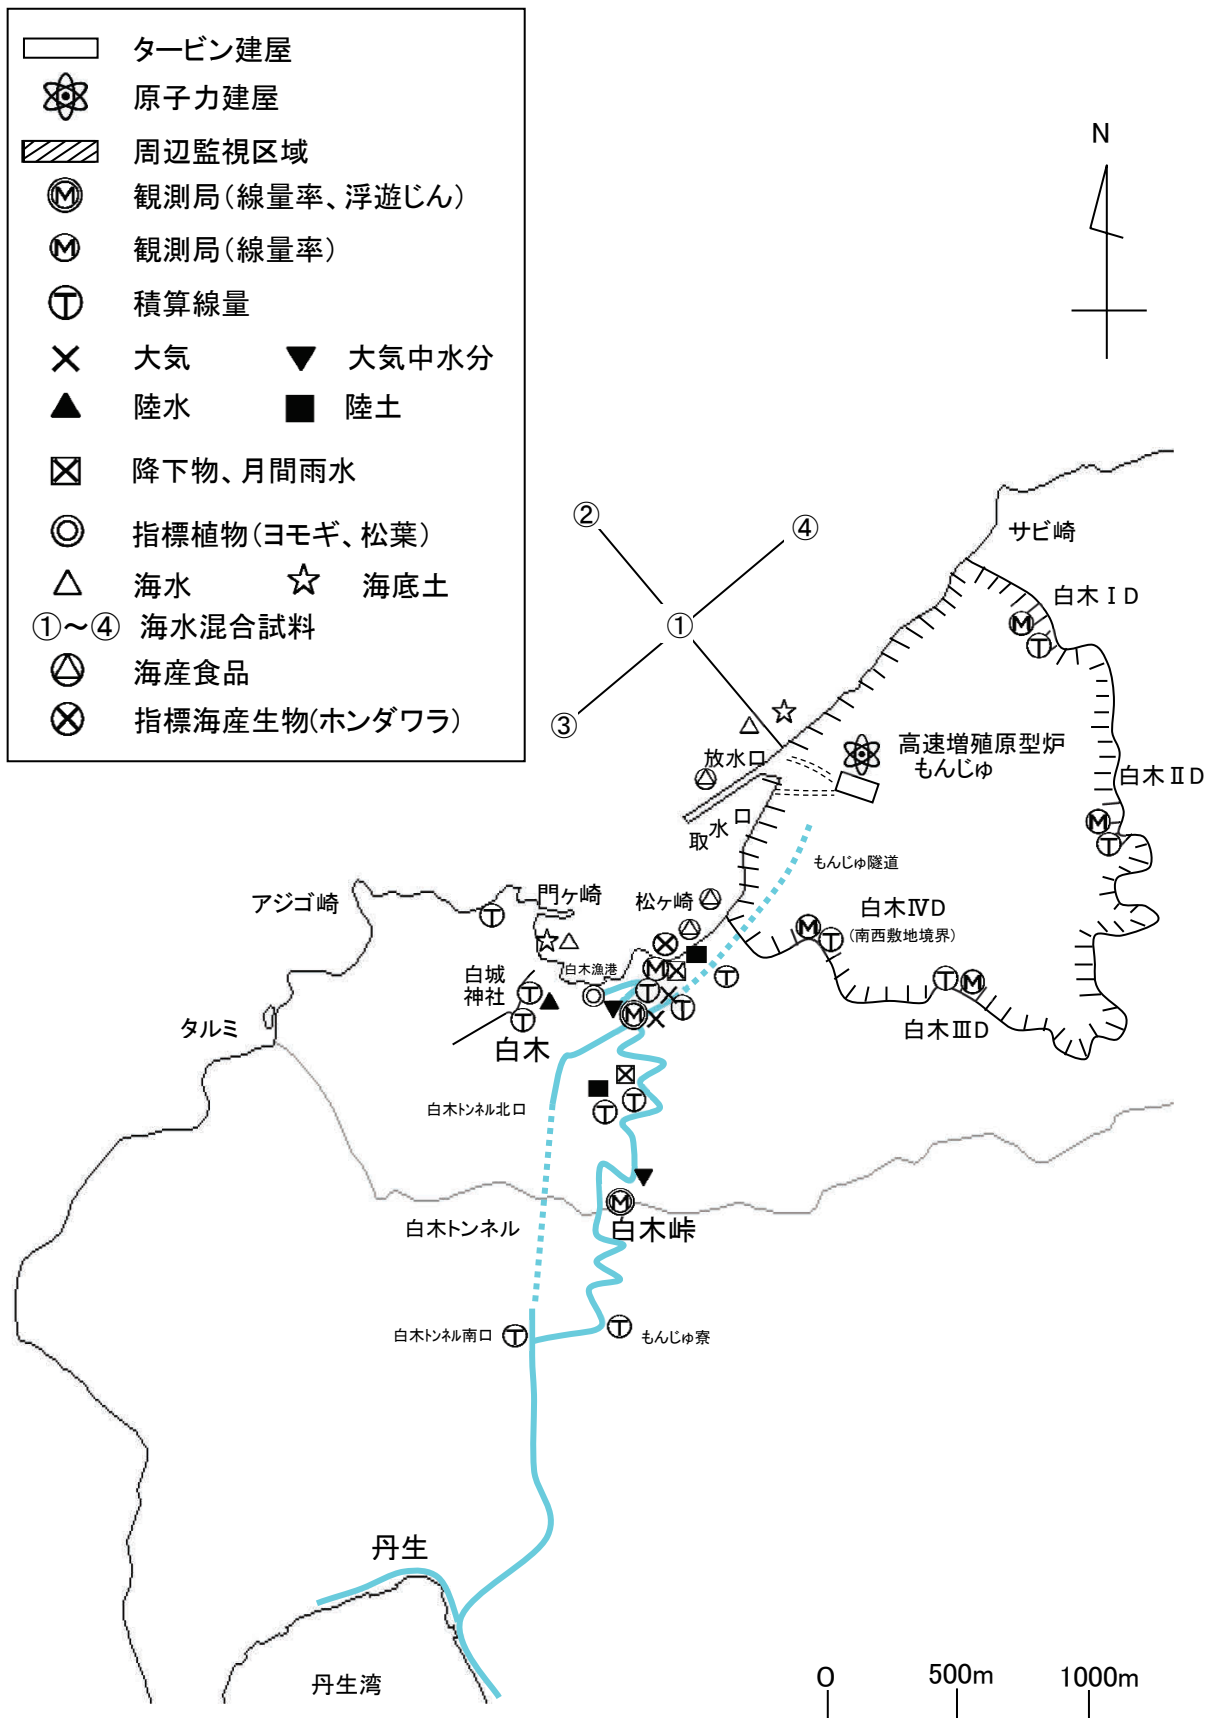 タービン建屋
原子力建屋
周辺監視区域
M 観測局(線量率、浮遊じん)
M 観測局(線量率)
T 積算線量
大気 大気中水分
陸水 陸土
降下物、月間雨水
指標植物(ヨモギ、松葉)
海水 海底土
①～④ 海水混合試料
海産食品
指標海産生物(ホンダワラ)
N
②
④
①
③
サビ崎
白木ⅠD
M
T
放水口
高速増殖原型炉
もんじゅ
白木ⅡD
M
T
取水口
もんじゅ隧道
アジゴ崎
門ヶ崎
松ヶ崎
T
白木ⅣD
(南西敷地境界)
M
T
白城
神社
白木漁港
M
T
T
T
T
T
T
M
T
M
白木ⅢD
タルミ
白木
白木トンネル北口
T
T
M
白木トンネル
白木峠
白木トンネル南口
T
T
もんじゅ寮
丹生
丹生湾
O
500m
1000m